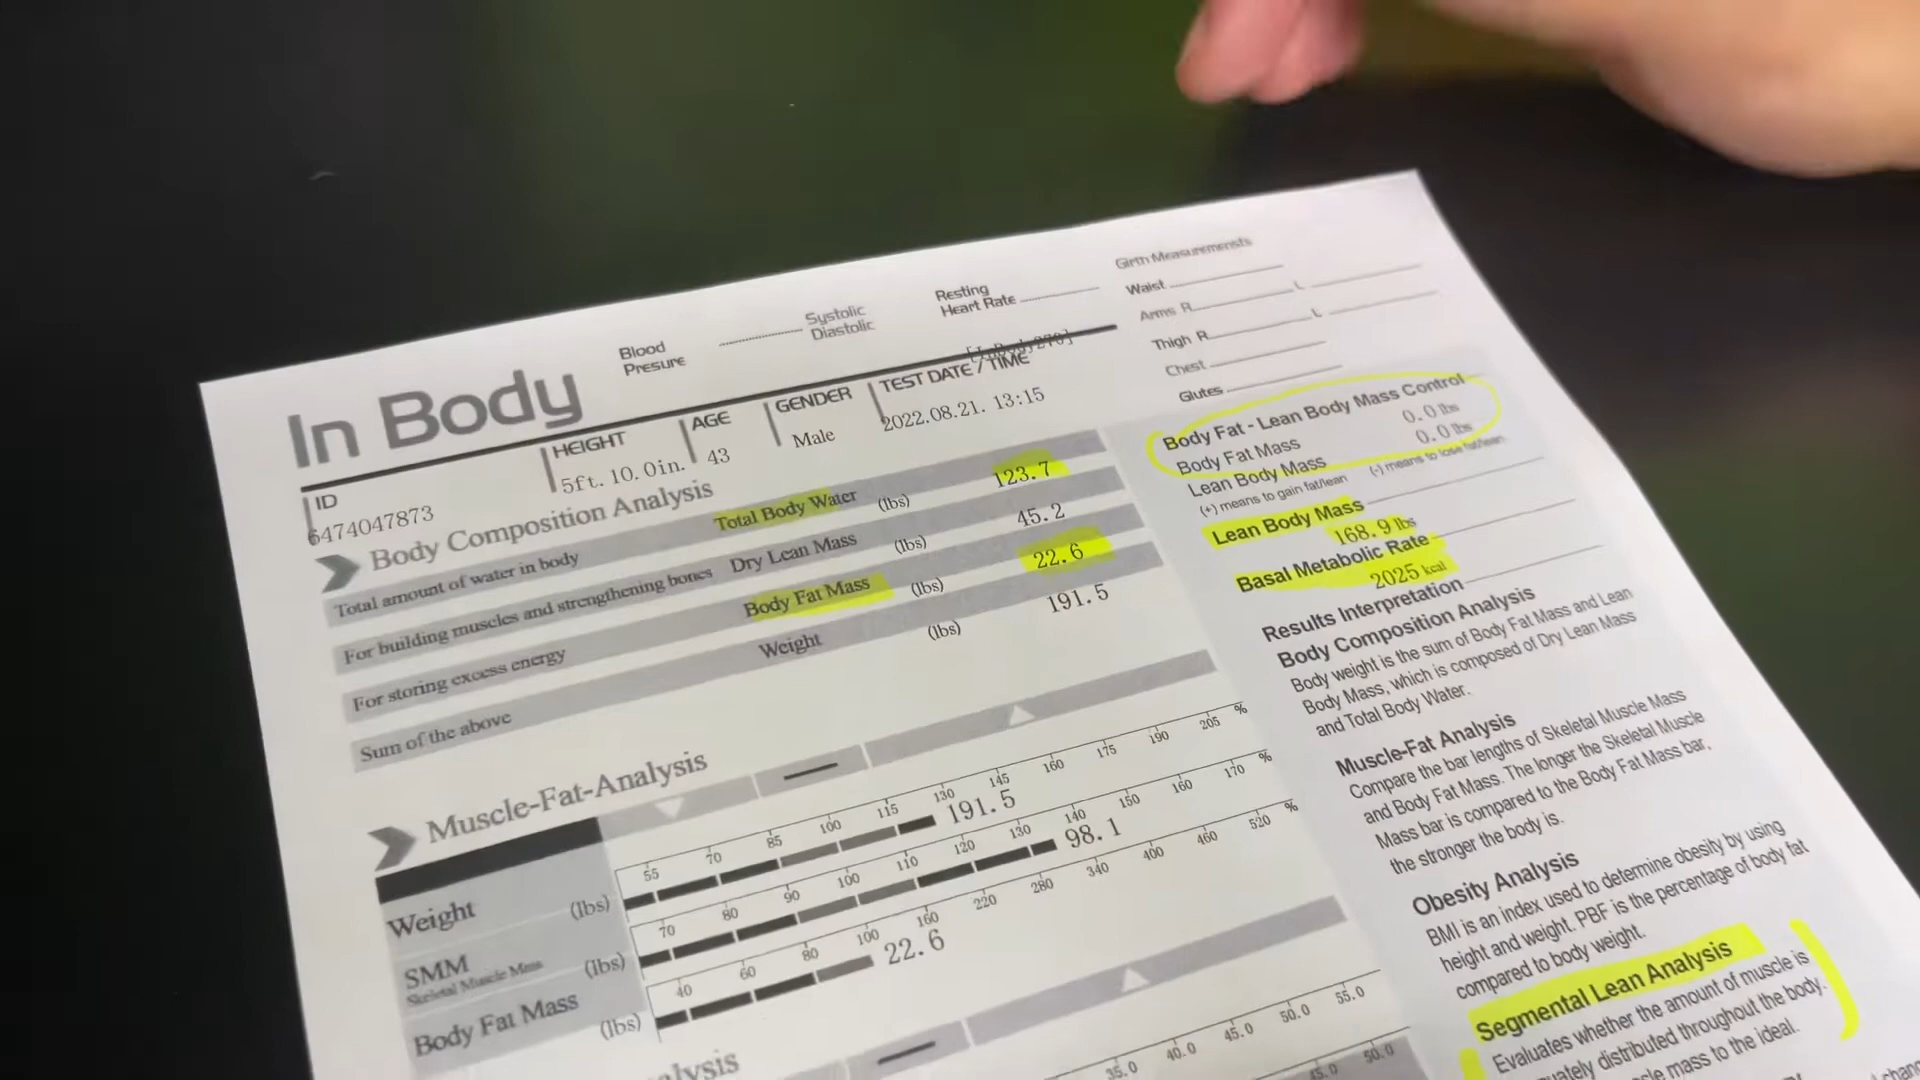 In Body
Blood
Presure
Systolic
Diastolic
Resting
Heart Rate
[InBody270]
ID
6474047873
HEIGHT
5ft. 10.0in.
AGE
43
GENDER
Male
TEST DATE / TIME
2022.08.21. 13:15
Body Composition Analysis
Total amount of water in body Total Body Water (lbs) 123.7
For building muscles and strengthening bones Dry Lean Mass (lbs) 45.2
For storing excess energy Body Fat Mass (lbs) 22.6
Sum of the above Weight (lbs) 191.5
Muscle-Fat-Analysis
55 70 85 100 115 130 145 160 175 190 205 %
Weight (lbs) 191.5
70 80 90 100 110 120 130 140 150 160 170 %
SMM (lbs) 98.1
Skeletal Muscle Mass
40 60 80 100 160 220 280 340 400 460 520 %
Body Fat Mass (lbs) 22.6
alysis
35.0 40.0 45.0 50.0 55.0
45.0 50.0
Girth Measurements
Waist
Arms R L
Thigh R L
Chest
Glutes
Body Fat - Lean Body Mass Control
Body Fat Mass 0.0 lbs
Lean Body Mass 0.0 lbs
(+) means to gain fat/lean (-) means to lose fat/lean
Lean Body Mass
168.9 lbs
Basal Metabolic Rate
2025 kcal
Results Interpretation
Body Composition Analysis
Body weight is the sum of Body Fat Mass and Lean
Body Mass, which is composed of Dry Lean Mass
and Total Body Water.
Muscle-Fat Analysis
Compare the bar lengths of Skeletal Muscle Mass
and Body Fat Mass. The longer the Skeletal Muscle
Mass bar is compared to the Body Fat Mass bar,
the stronger the body is.
Obesity Analysis
BMI is an index used to determine obesity by using
height and weight. PBF is the percentage of body fat
compared to body weight.
Segmental Lean Analysis
Evaluates whether the amount of muscle is
uately distributed throughout the body.
cle mass to the ideal.